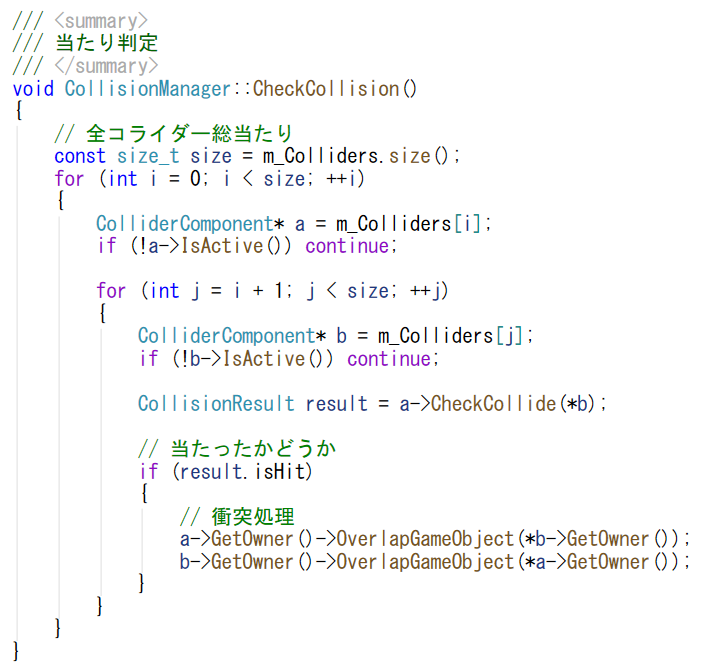 /// <summary>
/// 当たり判定
/// </summary>
void CollisionManager::CheckCollision()
{
    // 全コライダー総当たり
    const size_t size = m_Colliders.size();
    for (int i = 0; i < size; ++i)
    {
        ColliderComponent* a = m_Colliders[i];
        if (!a->IsActive()) continue;

        for (int j = i + 1; j < size; ++j)
        {
            ColliderComponent* b = m_Colliders[j];
            if (!b->IsActive()) continue;

            CollisionResult result = a->CheckCollide(*b);

            // 当たったかどうか
            if (result.isHit)
            {
                // 衝突処理
                a->GetOwner()->OverlapGameObject(*b->GetOwner());
                b->GetOwner()->OverlapGameObject(*a->GetOwner());
            }
        }
    }
}